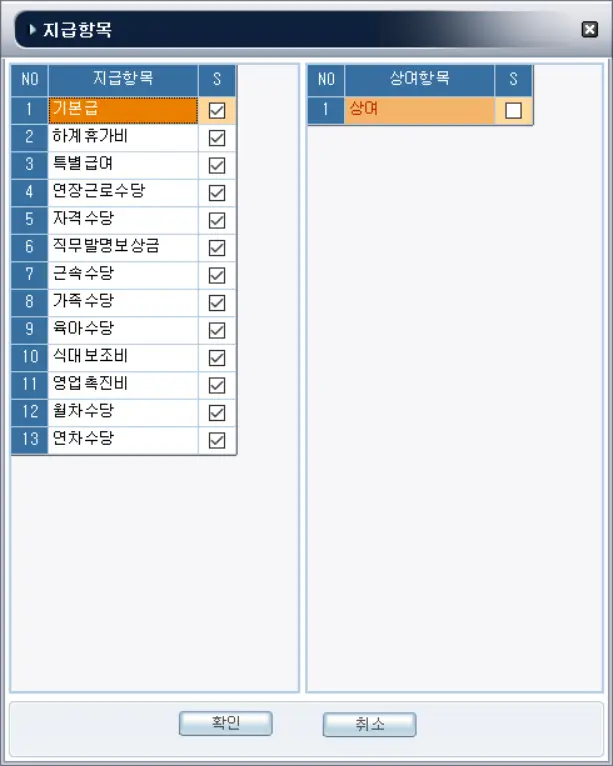 지급항목
NO 지급항목 S
1 기본급
2 하계휴가비
3 특별급여
4 연장근로수당
5 자격수당
6 직무발명보상금
7 근속수당
8 가족수당
9 육아수당
10 식대보조비
11 영업촉진비
12 월차수당
13 연차수당
NO 상여항목 S
1 상여
확인 취소